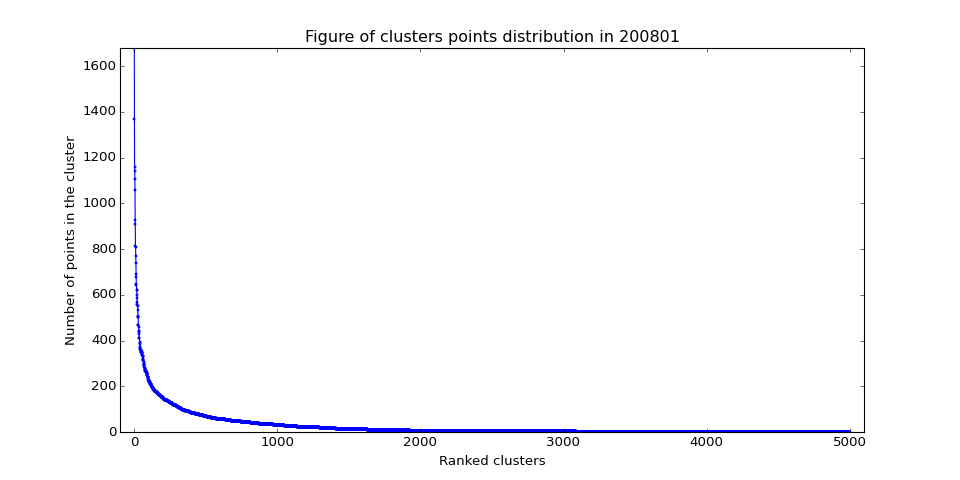 Figure of clusters points distribution in 200801
1600
1400
1200
1000
800
600
400
200
0
Number of points in the cluster
0 1000 2000 3000 4000 5000
Ranked clusters